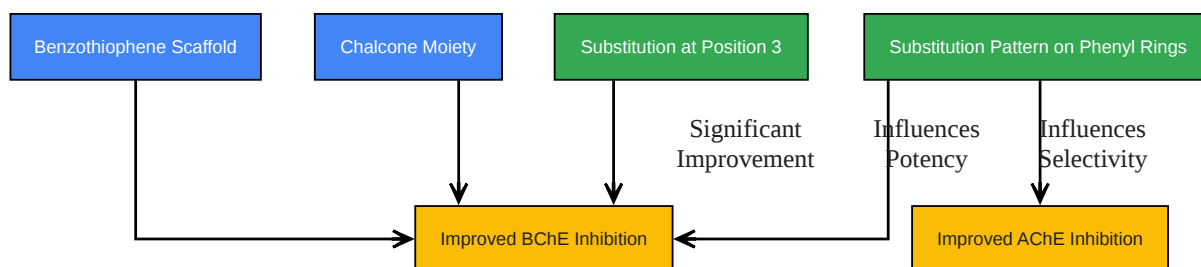 Benzothiophene Scaffold
Chalcone Moiety
Substitution at Position 3
Substitution Pattern on Phenyl Rings
Significant
Improvement
Influences
Potency
Influences
Selectivity
Improved BChE Inhibition
Improved AChE Inhibition